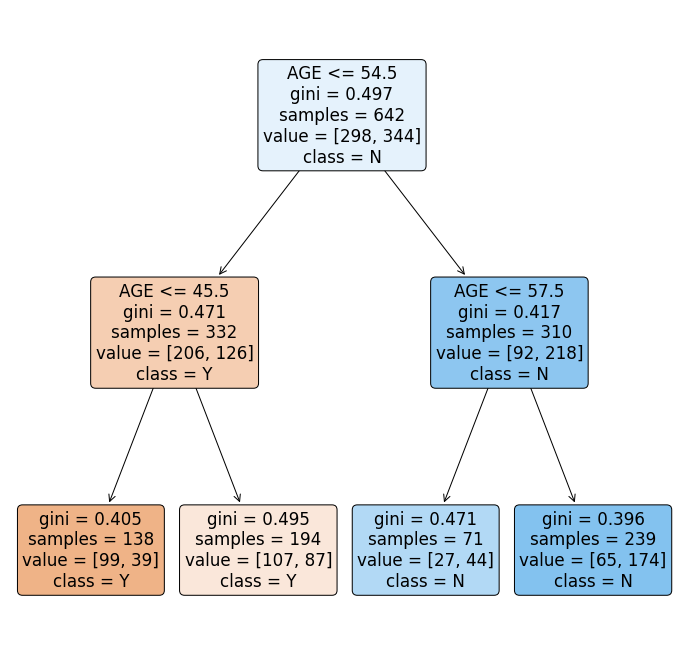 AGE <= 54.5
gini = 0.497
samples = 642
value = [298, 344]
class = N
AGE <= 45.5
gini = 0.471
samples = 332
value = [206, 126]
class = Y
AGE <= 57.5
gini = 0.417
samples = 310
value = [92, 218]
class = N
gini = 0.405
samples = 138
value = [99, 39]
class = Y
gini = 0.495
samples = 194
value = [107, 87]
class = Y
gini = 0.471
samples = 71
value = [27, 44]
class = N
gini = 0.396
samples = 239
value = [65, 174]
class = N